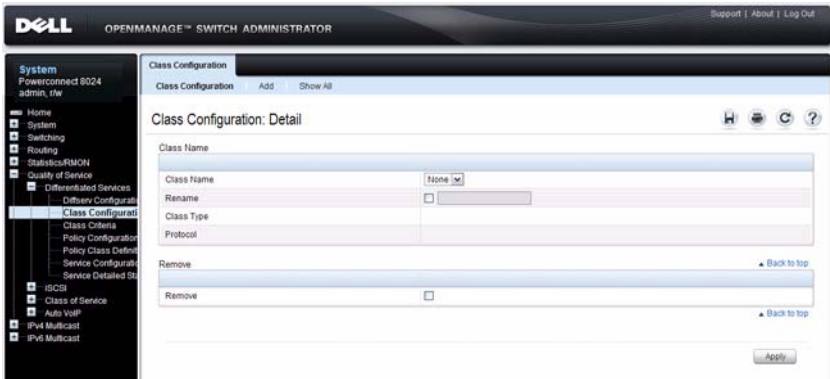 Support | About | Log Out
DELL
OPENMANAGE™ SWITCH ADMINISTRATOR
System
Powerconnect 8024
admin, r/w
Home
System
Switching
Routing
Statistics/RMON
Quality of Service
Differentiated Services
Diffserv Configurati
Class Configurati
Class Criteria
Policy Configuration
Policy Class Definit
Service Configuratio
Service Detailed Sta
iSCSI
Class of Service
Auto VoIP
IPv4 Multicast
IPv6 Multicast
Class Configuration
Class Configuration Add Show All
Class Configuration: Detail
Class Name
Class Name None
Rename
Class Type
Protocol
Remove
Back to top
Remove
Back to top
Apply